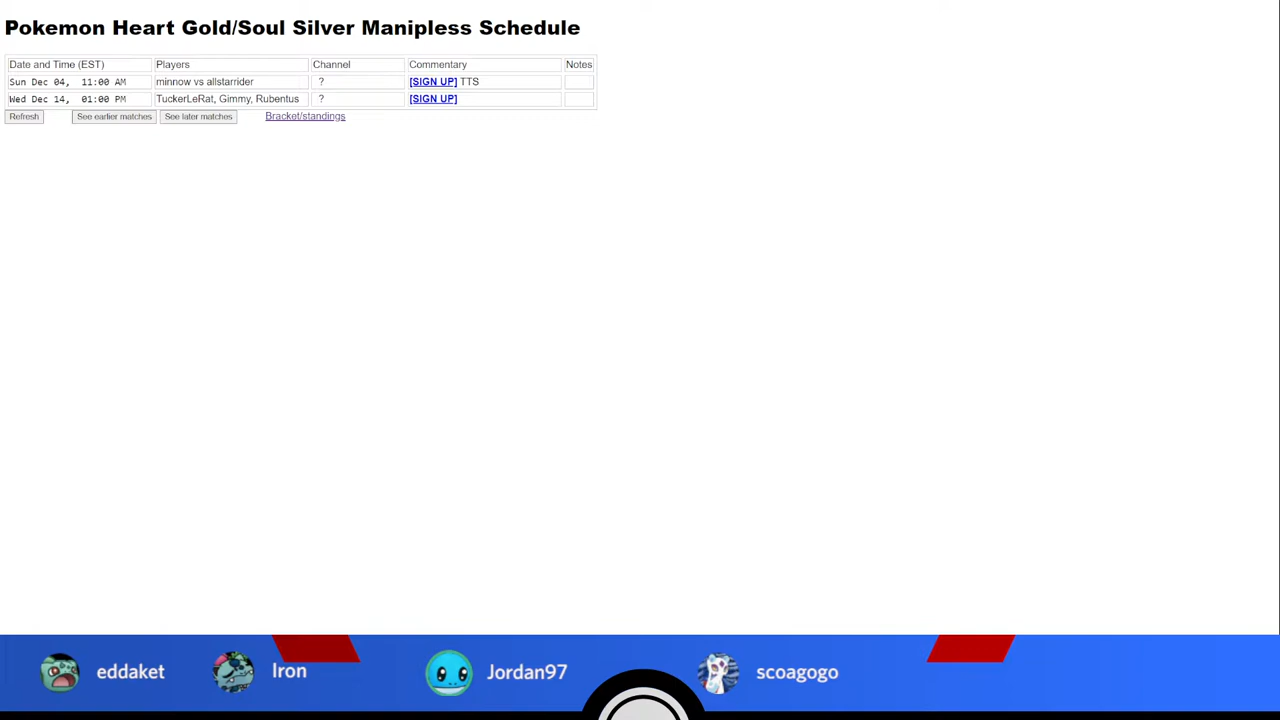 Pokemon Heart Gold/Soul Silver Manipless Schedule
Date and Time (EST) Players Channel Commentary Notes
Sun Dec 04, 11:00 AM minnow vs allstarrider ? [SIGN UP] TTS
Wed Dec 14, 01:00 PM TuckerLeRat, Gimmy, Rubentus ? [SIGN UP]
Refresh See earlier matches See later matches Bracket/standings
eddaket Iron Jordan97 scoagogo